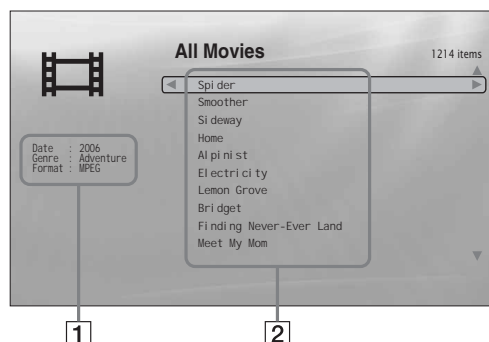 All Movies
1214 items
Spider
Smoother
Sideway
Home
Alpinist
Electricity
Lemon Grove
Bridget
Finding Never-Ever Land
Meet My Mom
Date : 2006
Genre : Adventure
Format : MPEG
1
2